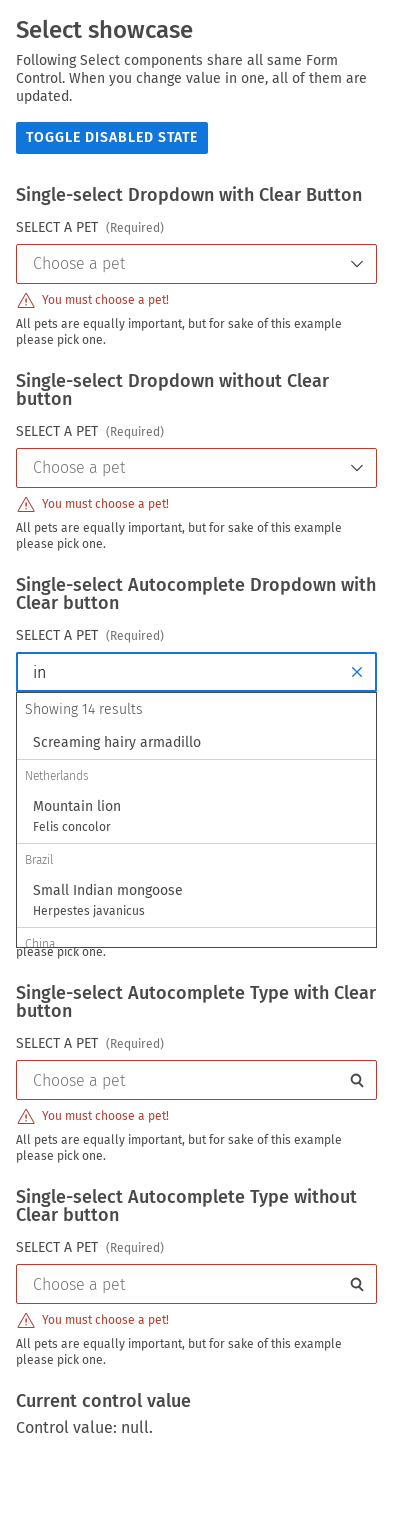 Select showcase
Following Select components share all same Form
Control. When you change value in one, all of them are
updated.
TOGGLE DISABLED STATE
Single-select Dropdown with Clear Button
SELECT A PET (Required)
Choose a pet
You must choose a pet!
All pets are equally important, but for sake of this example
please pick one.
Single-select Dropdown without Clear
button
SELECT A PET (Required)
Choose a pet
You must choose a pet!
All pets are equally important, but for sake of this example
please pick one.
Single-select Autocomplete Dropdown with
Clear button
SELECT A PET (Required)
in
Showing 14 results
Screaming hairy armadillo
Netherlands
Mountain lion
Felis concolor
Brazil
Small Indian mongoose
Herpestes javanicus
China
please pick one.
Single-select Autocomplete Type with Clear
button
SELECT A PET (Required)
Choose a pet
You must choose a pet!
All pets are equally important, but for sake of this example
please pick one.
Single-select Autocomplete Type without
Clear button
SELECT A PET (Required)
Choose a pet
You must choose a pet!
All pets are equally important, but for sake of this example
please pick one.
Current control value
Control value: null.